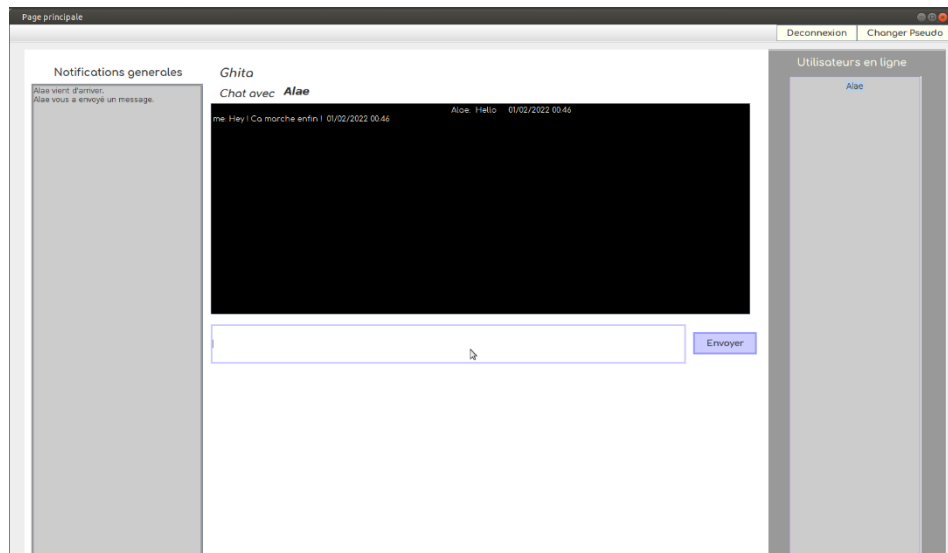 Page principale
Deconnexion
Changer Pseudo
Notifications generales
Alae vient d'arriver.
Alae vous a envoyé un message.
Ghita
Chat avec Alae
Alae: Hello 01/02/2022 00:46
me: Hey ! Ca marche enfin ! 01/02/2022 00:46
Envoyer
Utilisateurs en ligne
Alae